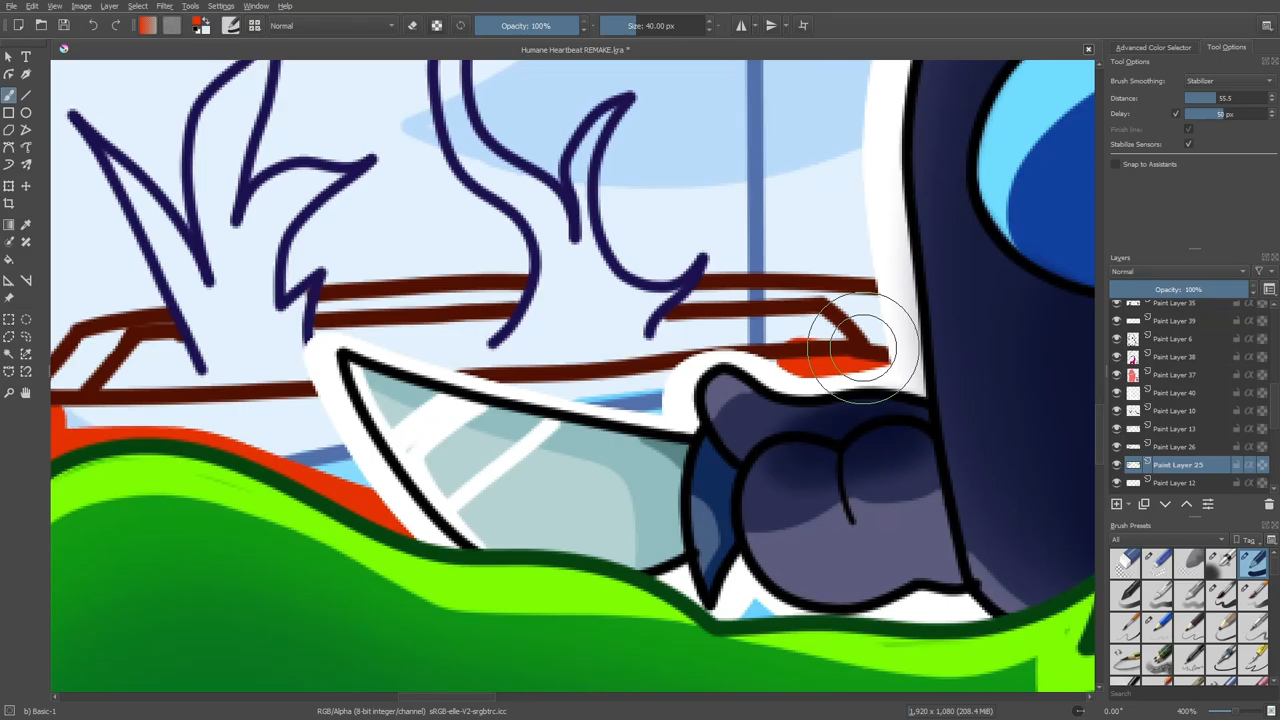 File Edit View Image Layer Select Filter Tools Settings Window Help
Normal Opacity: 100% Size: 40.00 px
Humane Heartbeat REMAKE.kra *
Advanced Color Selector Tool Options
Tool Options
Brush Smoothing: Stabilizer
Distance: 55.5
Delay: 50 px
Finish line:
Stabilize Sensors:
Snap to Assistants
Layers
Normal
Opacity: 100%
Paint Layer 35
Paint Layer 39
Paint Layer 6
Paint Layer 38
Paint Layer 37
Paint Layer 40
Paint Layer 10
Paint Layer 13
Paint Layer 26
Paint Layer 25
Paint Layer 12
Brush Presets
All Tag
Search
b) Basic-1 RGB/Alpha (8-bit integer/channel) sRGB-elle-V2-srgbtrc.icc 1,920 x 1,080 (208.4 MiB) 0.00° 400%